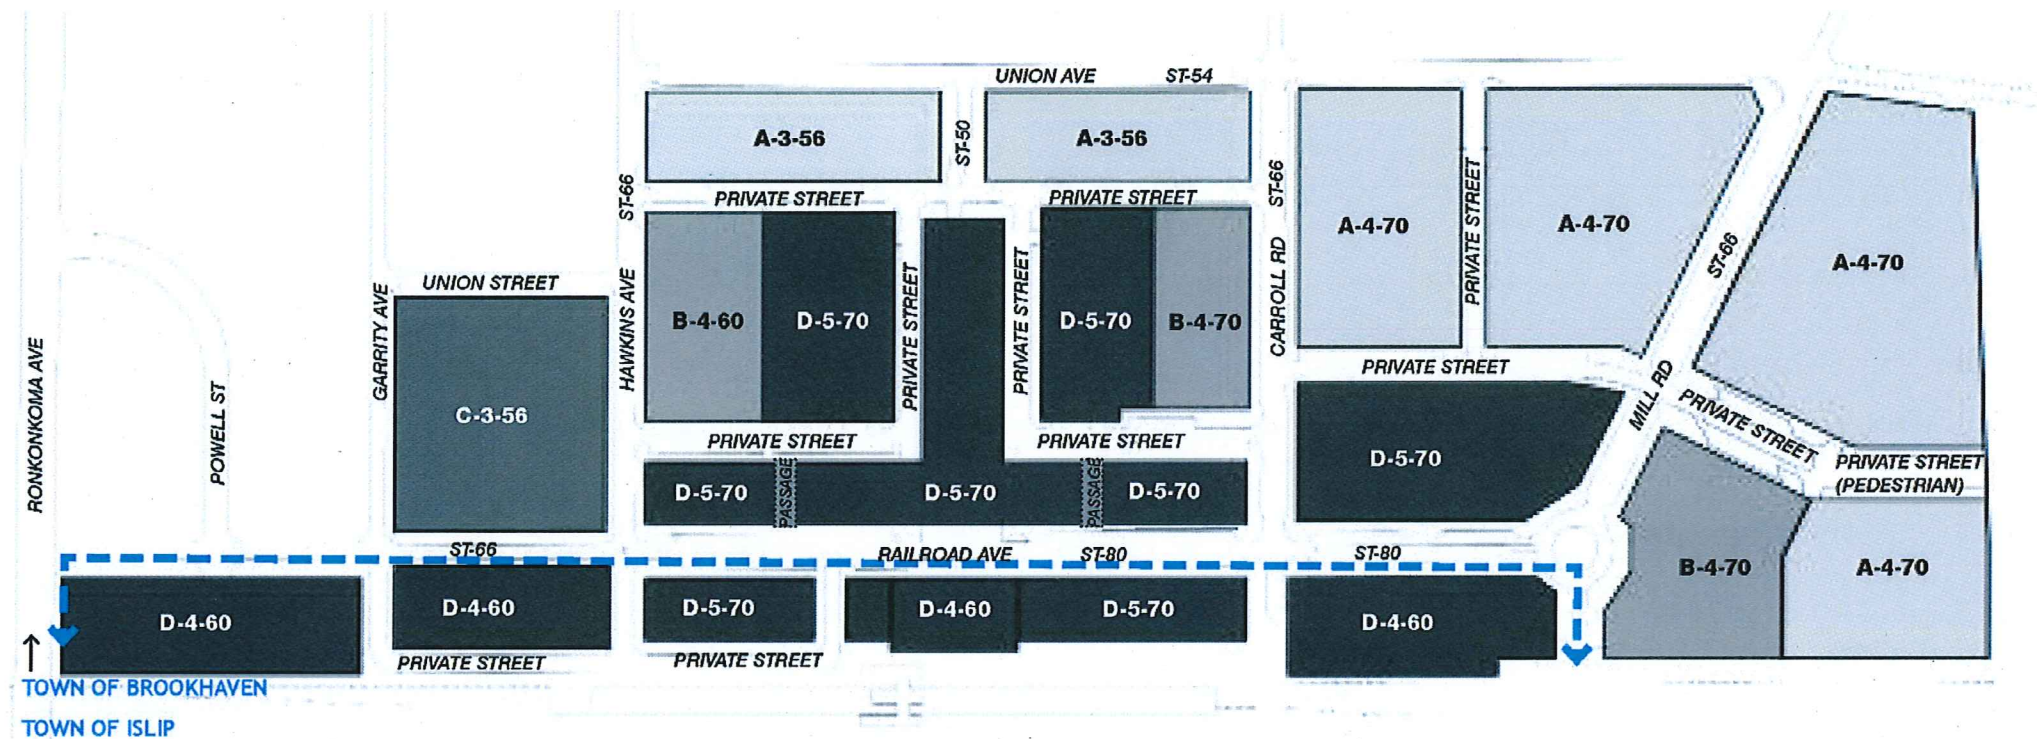 UNION AVE ST-54
A-3-56
ST-50
A-3-56
ST-66
PRIVATE STREET
PRIVATE STREET
ST-66
A-4-70
PRIVATE STREET
A-4-70
ST-66
A-4-70
UNION STREET
GARRITY AVE
HAWKINS AVE
B-4-60
D-5-70
PRIVATE STREET
PRIVATE STREET
D-5-70
B-4-70
CARROLL RD
RONKONKOMA AVE
POWELL ST
C-3-56
PRIVATE STREET
MILL RD
PRIVATE STREET
PRIVATE STREET
PRIVATE STREET
D-5-70
PRIVATE STREET
(PEDESTRIAN)
D-5-70
PASSAGE
D-5-70
PASSAGE
D-5-70
ST-66
RAILROAD AVE
ST-80
ST-80
B-4-70
A-4-70
D-4-60
D-4-60
D-5-70
D-4-60
D-5-70
D-4-60
PRIVATE STREET
PRIVATE STREET
TOWN OF BROOKHAVEN
TOWN OF ISLIP